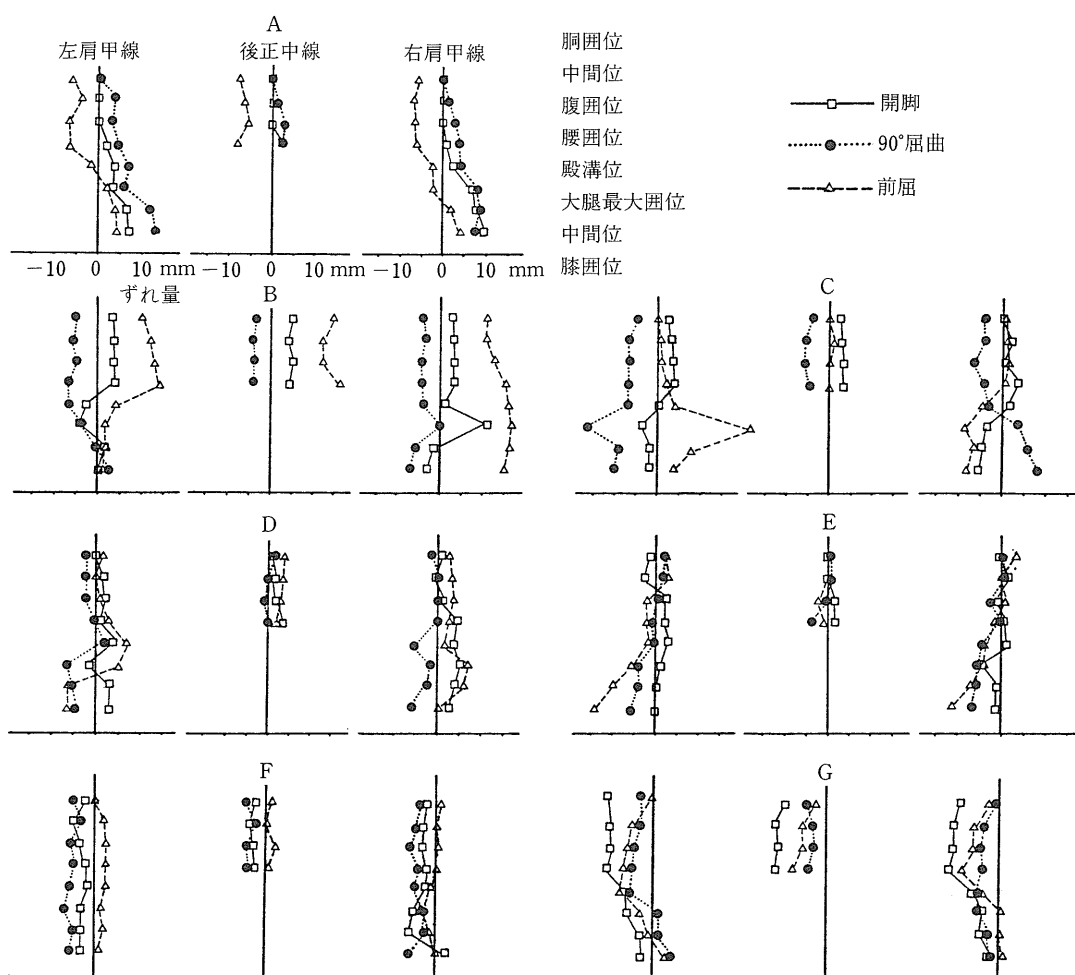 A
左肩甲線 後正中線 右肩甲線
胴囲位
中間位
腹囲位
腰囲位
殿溝位
大腿最大囲位
中間位
膝囲位
開脚
90°屈曲
前屈
−10 0 10 mm −10 0 10 mm −10 0 10 mm
ずれ量
B
C
D
E
F
G